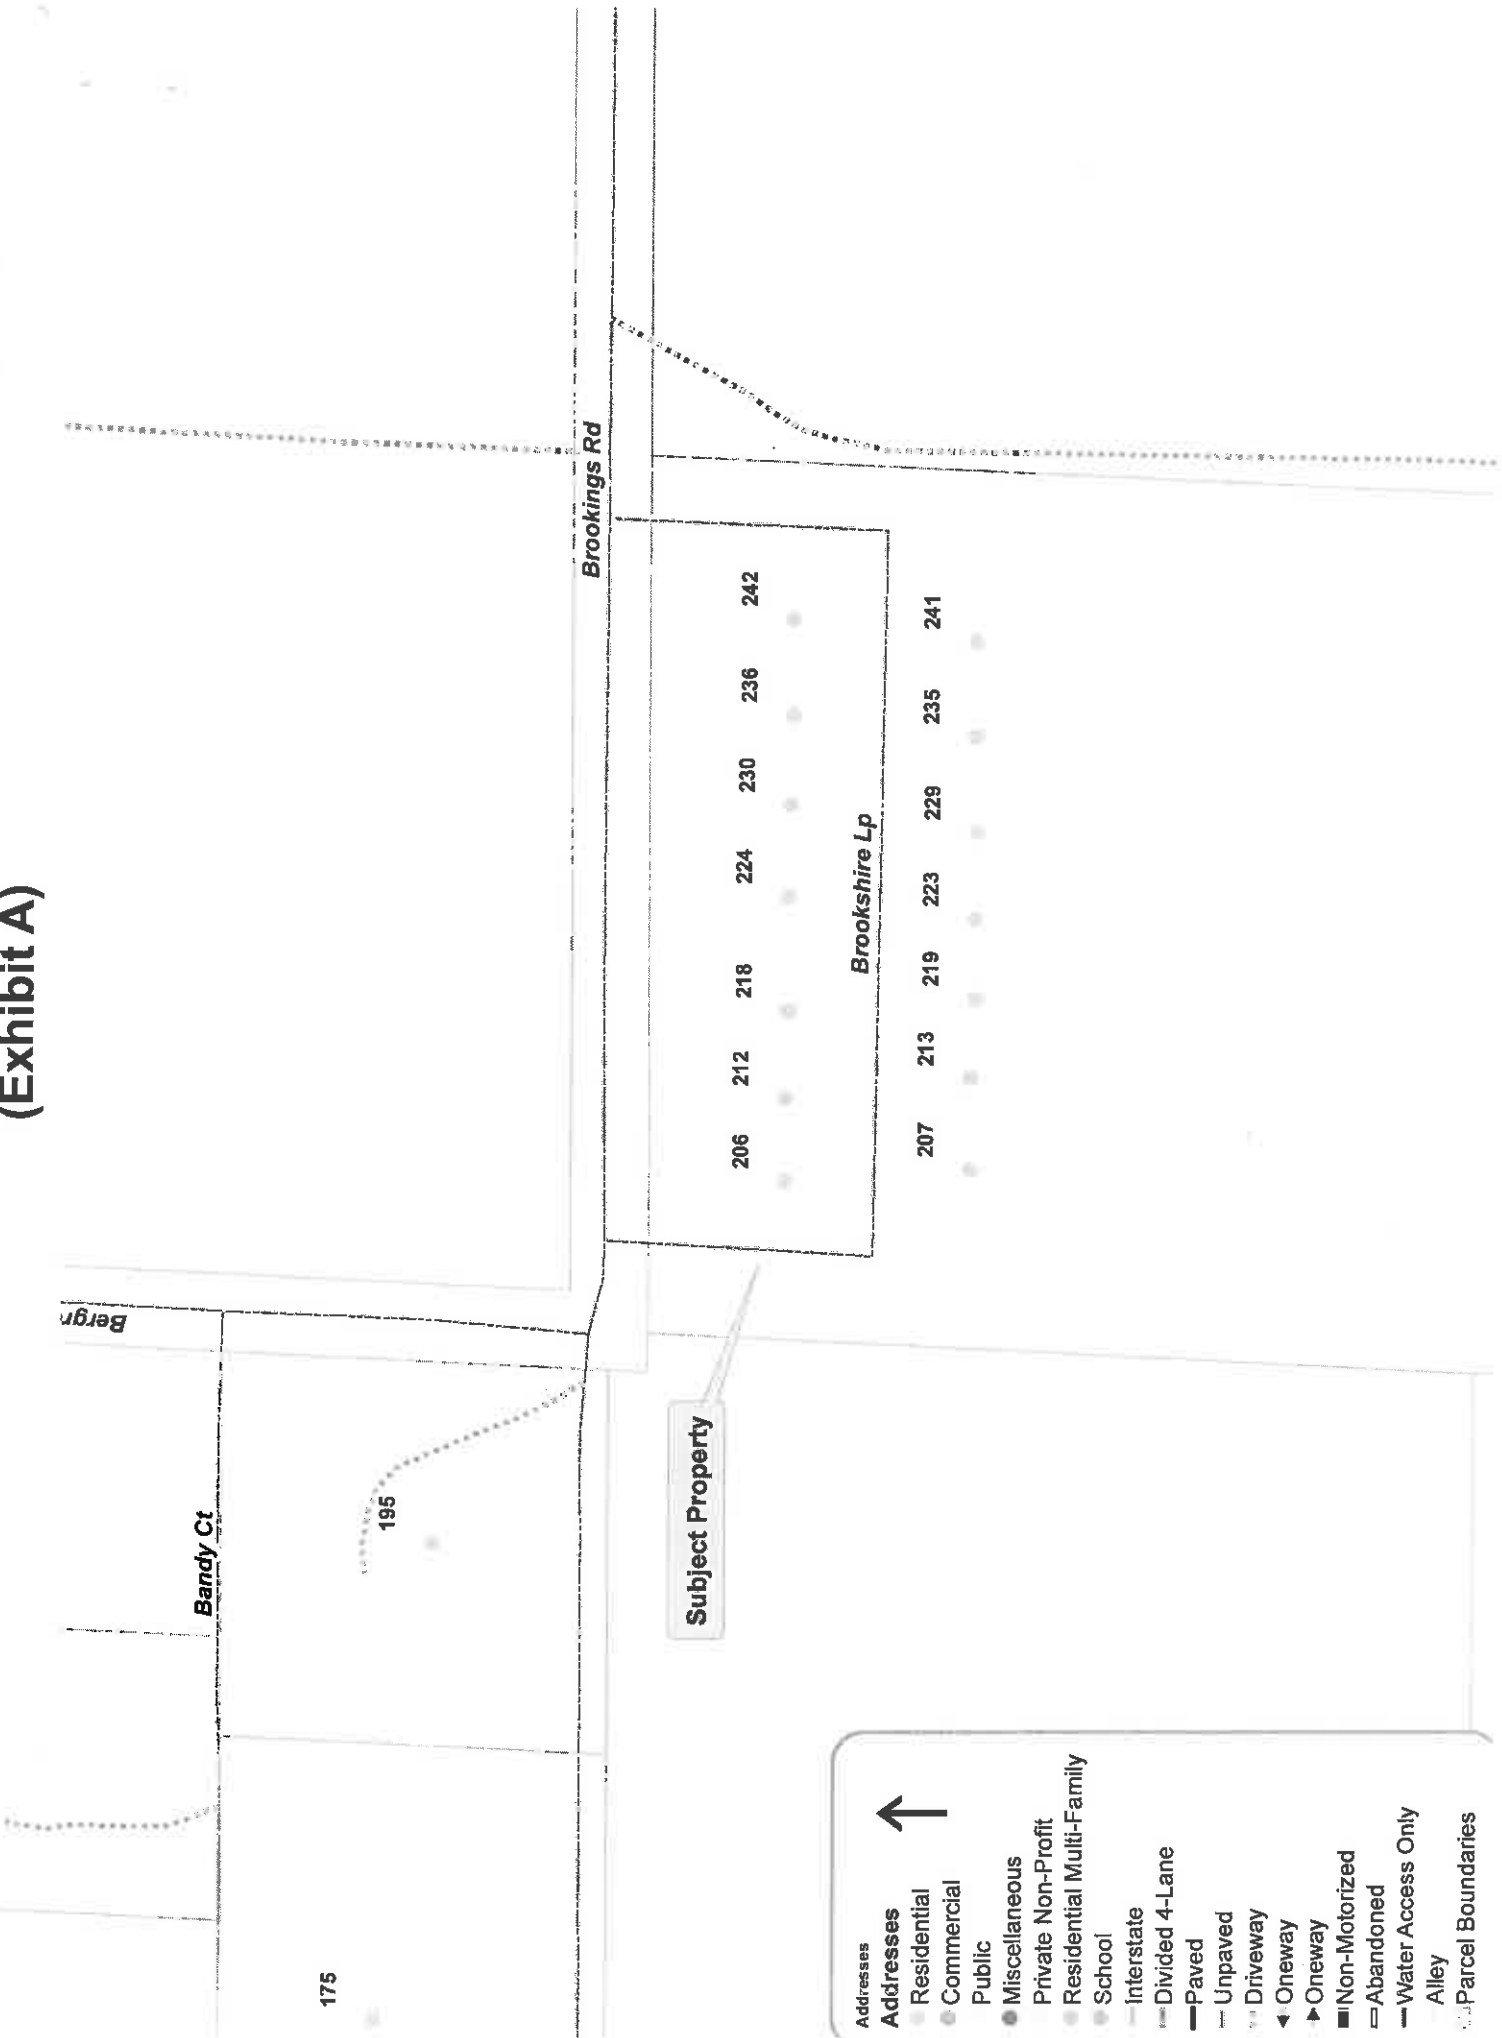 (Exhibit A)
Bandy Ct
Bergr
195
175
Brookings Rd
Subject Property
206
212
218
224
230
236
242
Brookshire Lp
207
213
219
223
229
235
241
Addresses
Addresses
Residential
Commercial
Public
Miscellaneous
Private Non-Profit
Residential Multi-Family
School
Interstate
Divided 4-Lane
Paved
Unpaved
Driveway
Oneway
Oneway
Non-Motorized
Abandoned
Water Access Only
Alley
Parcel Boundaries